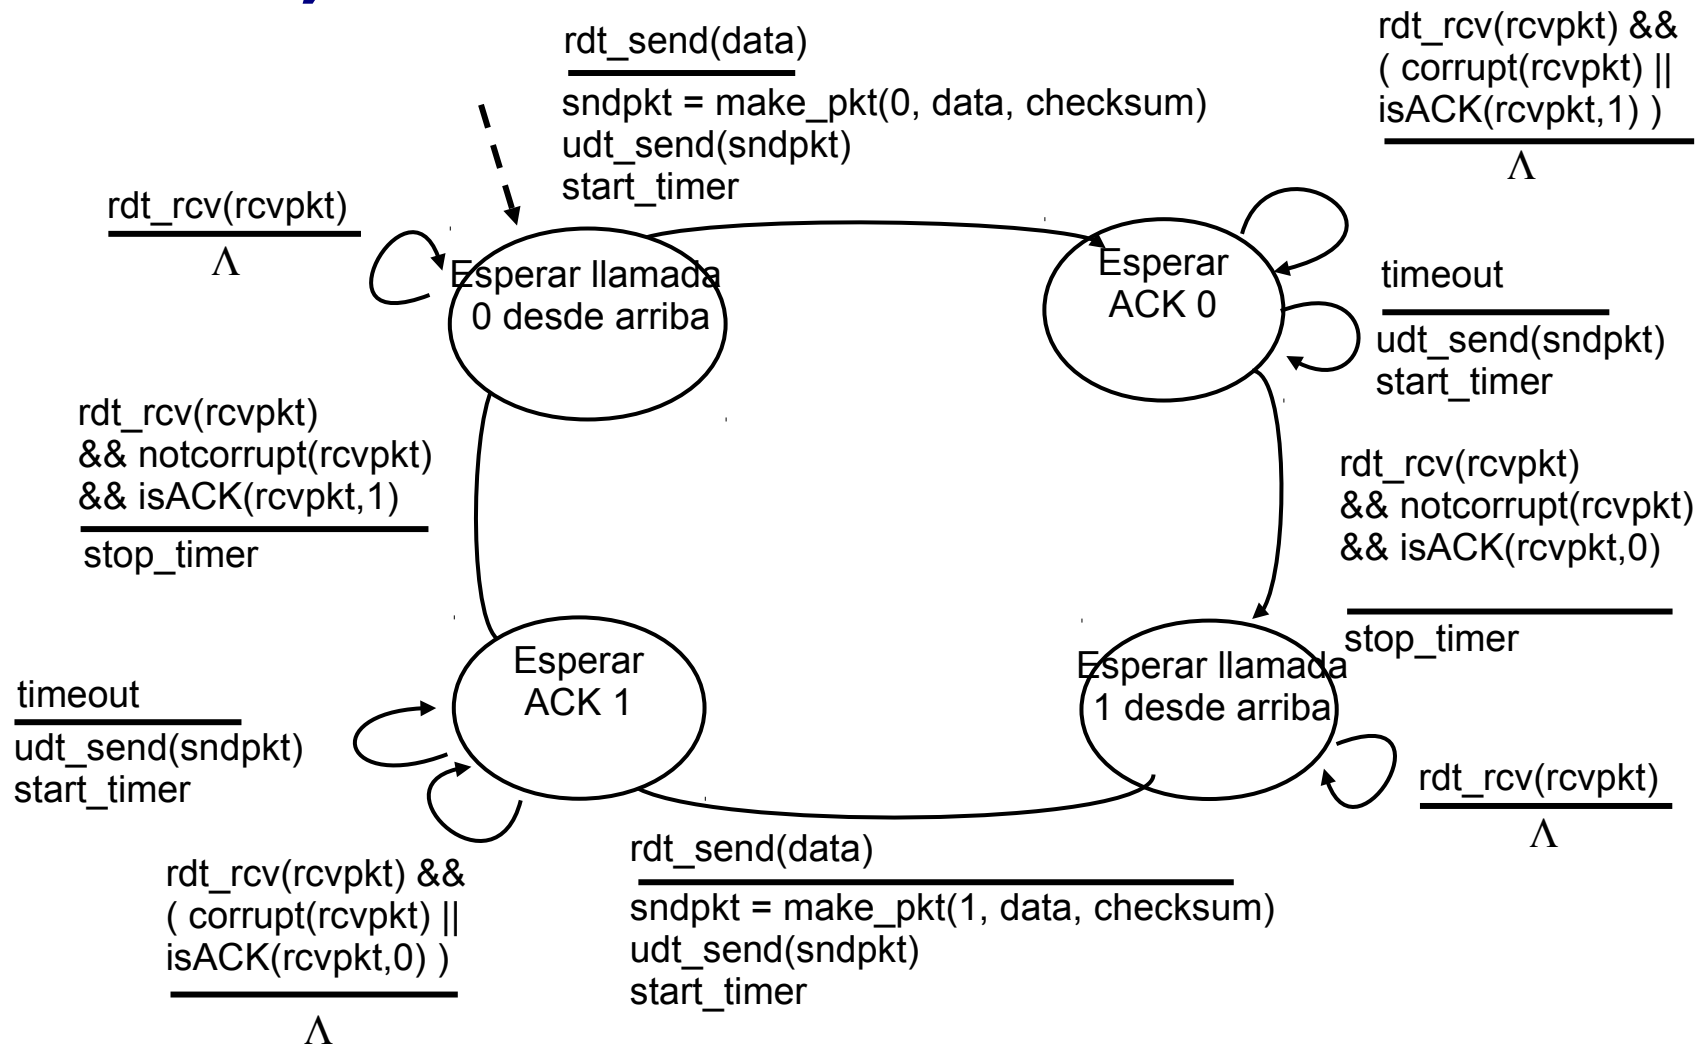 rdt_send(data)
sndpkt = make_pkt(0, data, checksum)
udt_send(sndpkt)
start_timer
rdt_rcv(rcvpkt) &&
( corrupt(rcvpkt) ||
isACK(rcvpkt,1) )
Λ
rdt_rcv(rcvpkt)
Λ
Esperar llamada
0 desde arriba
Esperar
ACK 0
timeout
udt_send(sndpkt)
start_timer
rdt_rcv(rcvpkt)
&& notcorrupt(rcvpkt)
&& isACK(rcvpkt,1)
stop_timer
rdt_rcv(rcvpkt)
&& notcorrupt(rcvpkt)
&& isACK(rcvpkt,0)
stop_timer
Esperar
ACK 1
Esperar llamada
1 desde arriba
timeout
udt_send(sndpkt)
start_timer
rdt_rcv(rcvpkt)
Λ
rdt_rcv(rcvpkt) &&
( corrupt(rcvpkt) ||
isACK(rcvpkt,0) )
Λ
rdt_send(data)
sndpkt = make_pkt(1, data, checksum)
udt_send(sndpkt)
start_timer